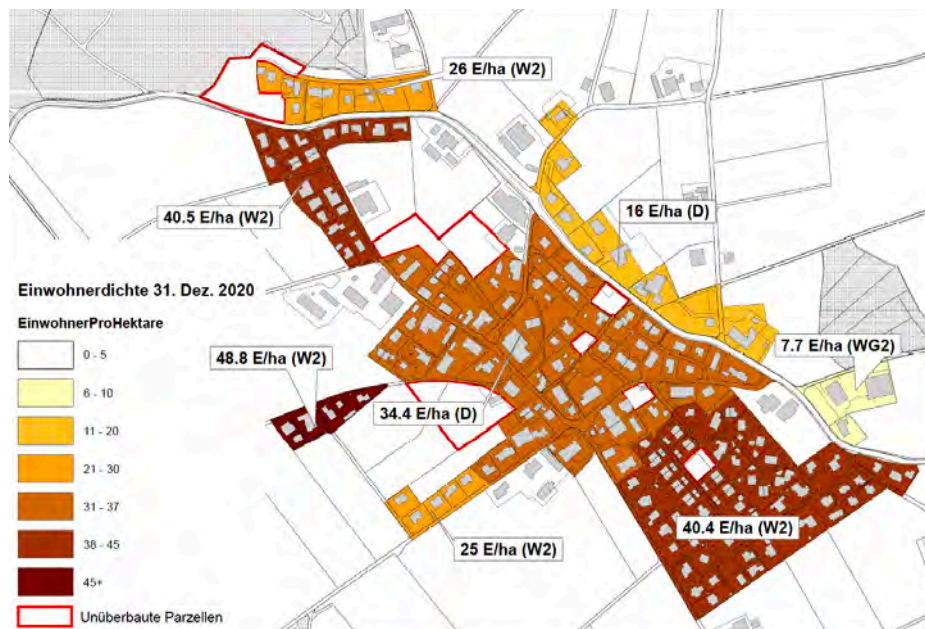 26 E/ha (W2)
40.5 E/ha (W2)
16 E/ha (D)
Einwohnerdichte 31. Dez. 2020
EinwohnerProHektare
0 - 5
6 - 10
11 - 20
21 - 30
31 - 37
38 - 45
45+
Unüberbaute Parzellen
48.8 E/ha (W2)
7.7 E/ha (WG2)
34.4 E/ha (D)
40.4 E/ha (W2)
25 E/ha (W2)